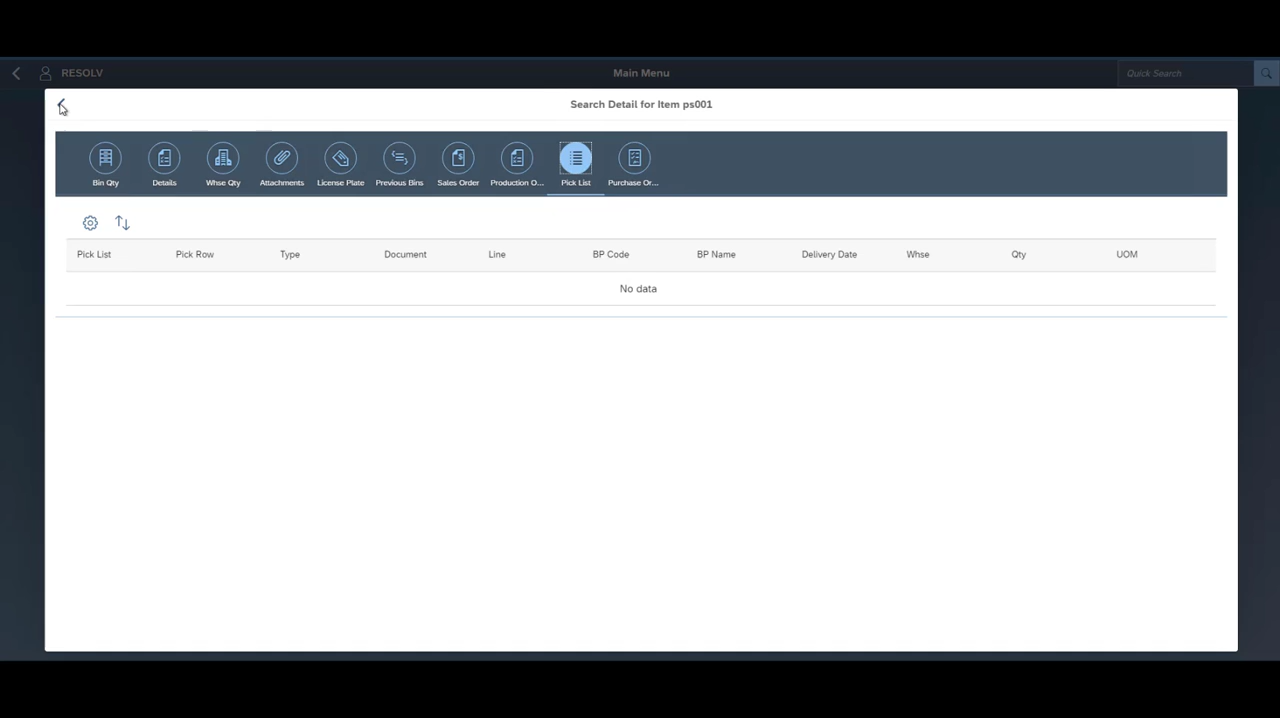 RESOLV
Main Menu
Quick Search
Search Detail for Item ps001
Bin Qty
Details
Whse Qty
Attachments
License Plate
Previous Bins
Sales Order
Production O...
Pick List
Purchase Or...
Pick List
Pick Row
Type
Document
Line
BP Code
BP Name
Delivery Date
Whse
Qty
UOM
No data